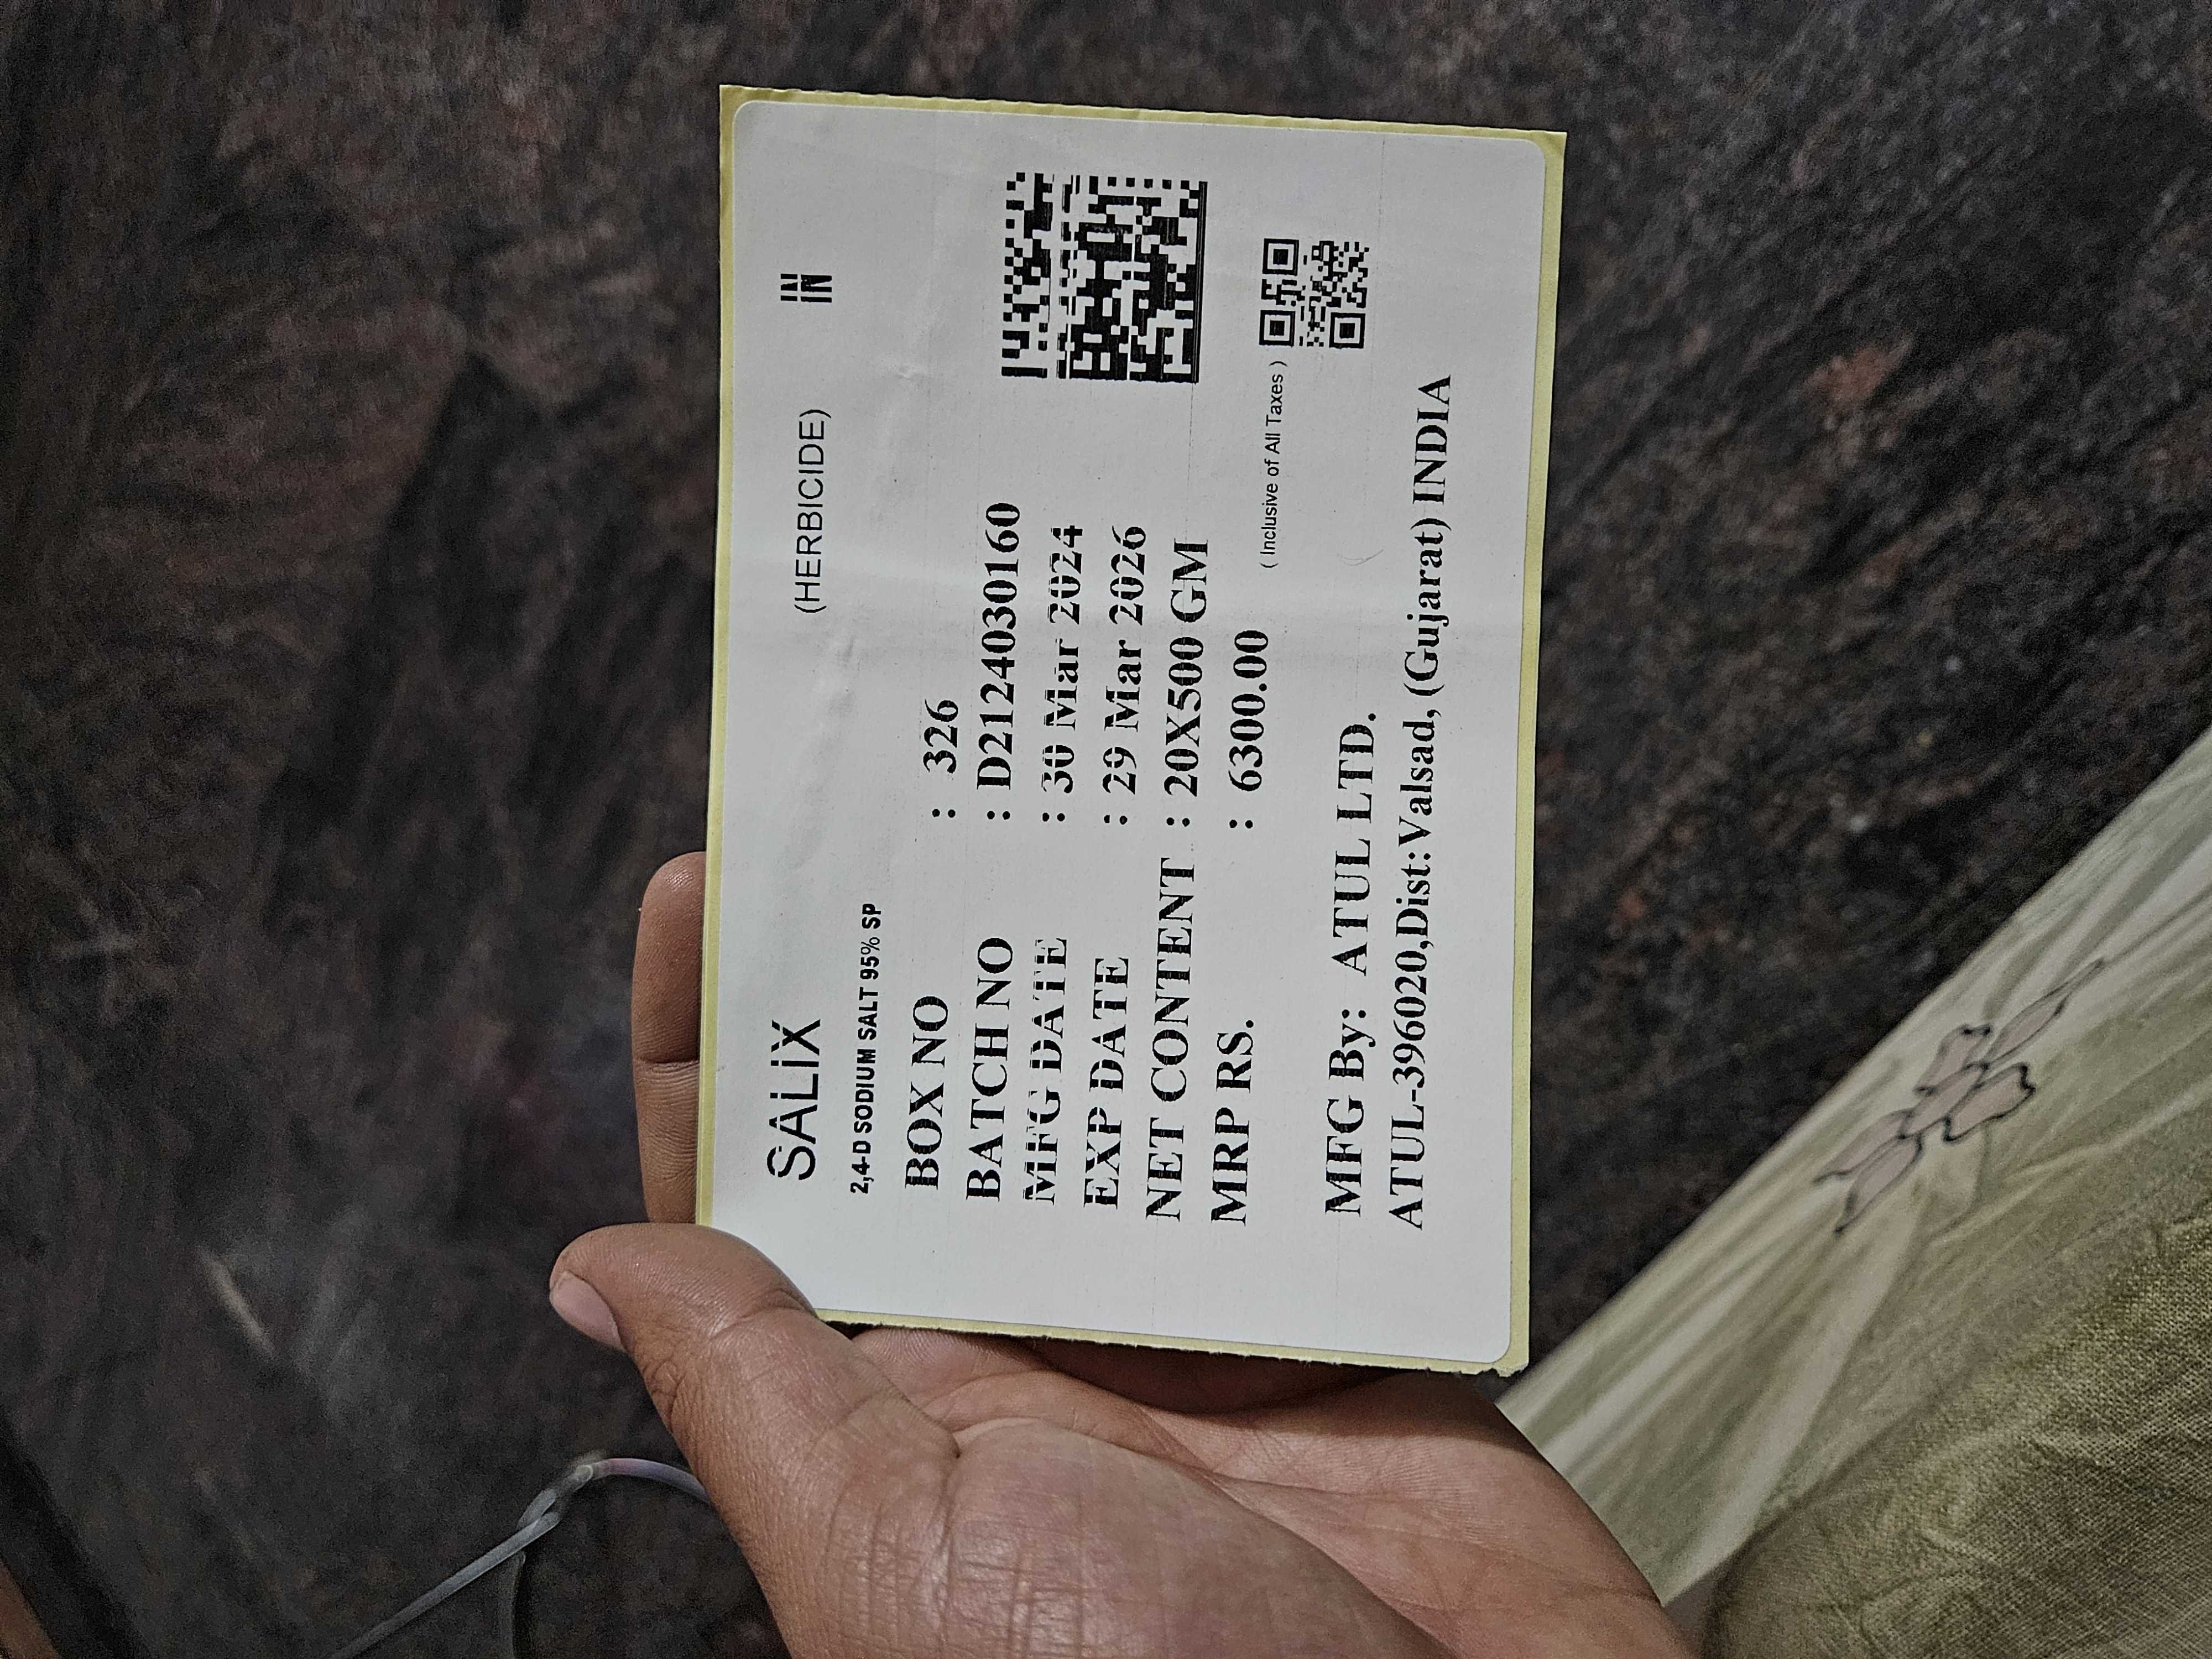 SALIX (HERBICIDE) IN
IN
2,4-D SODIUM SALT 95% SP
BOX NO : 326
BATCH NO : D2124030160
MFG DATE : 30 Mar 2024
EXP DATE : 29 Mar 2026
NET CONTENT : 20X500 GM
MRP RS. : 6300.00 ( Inclusive of All Taxes )
MFG By: ATUL LTD.
ATUL-396020,Dist:Valsad, (Gujarat) INDIA